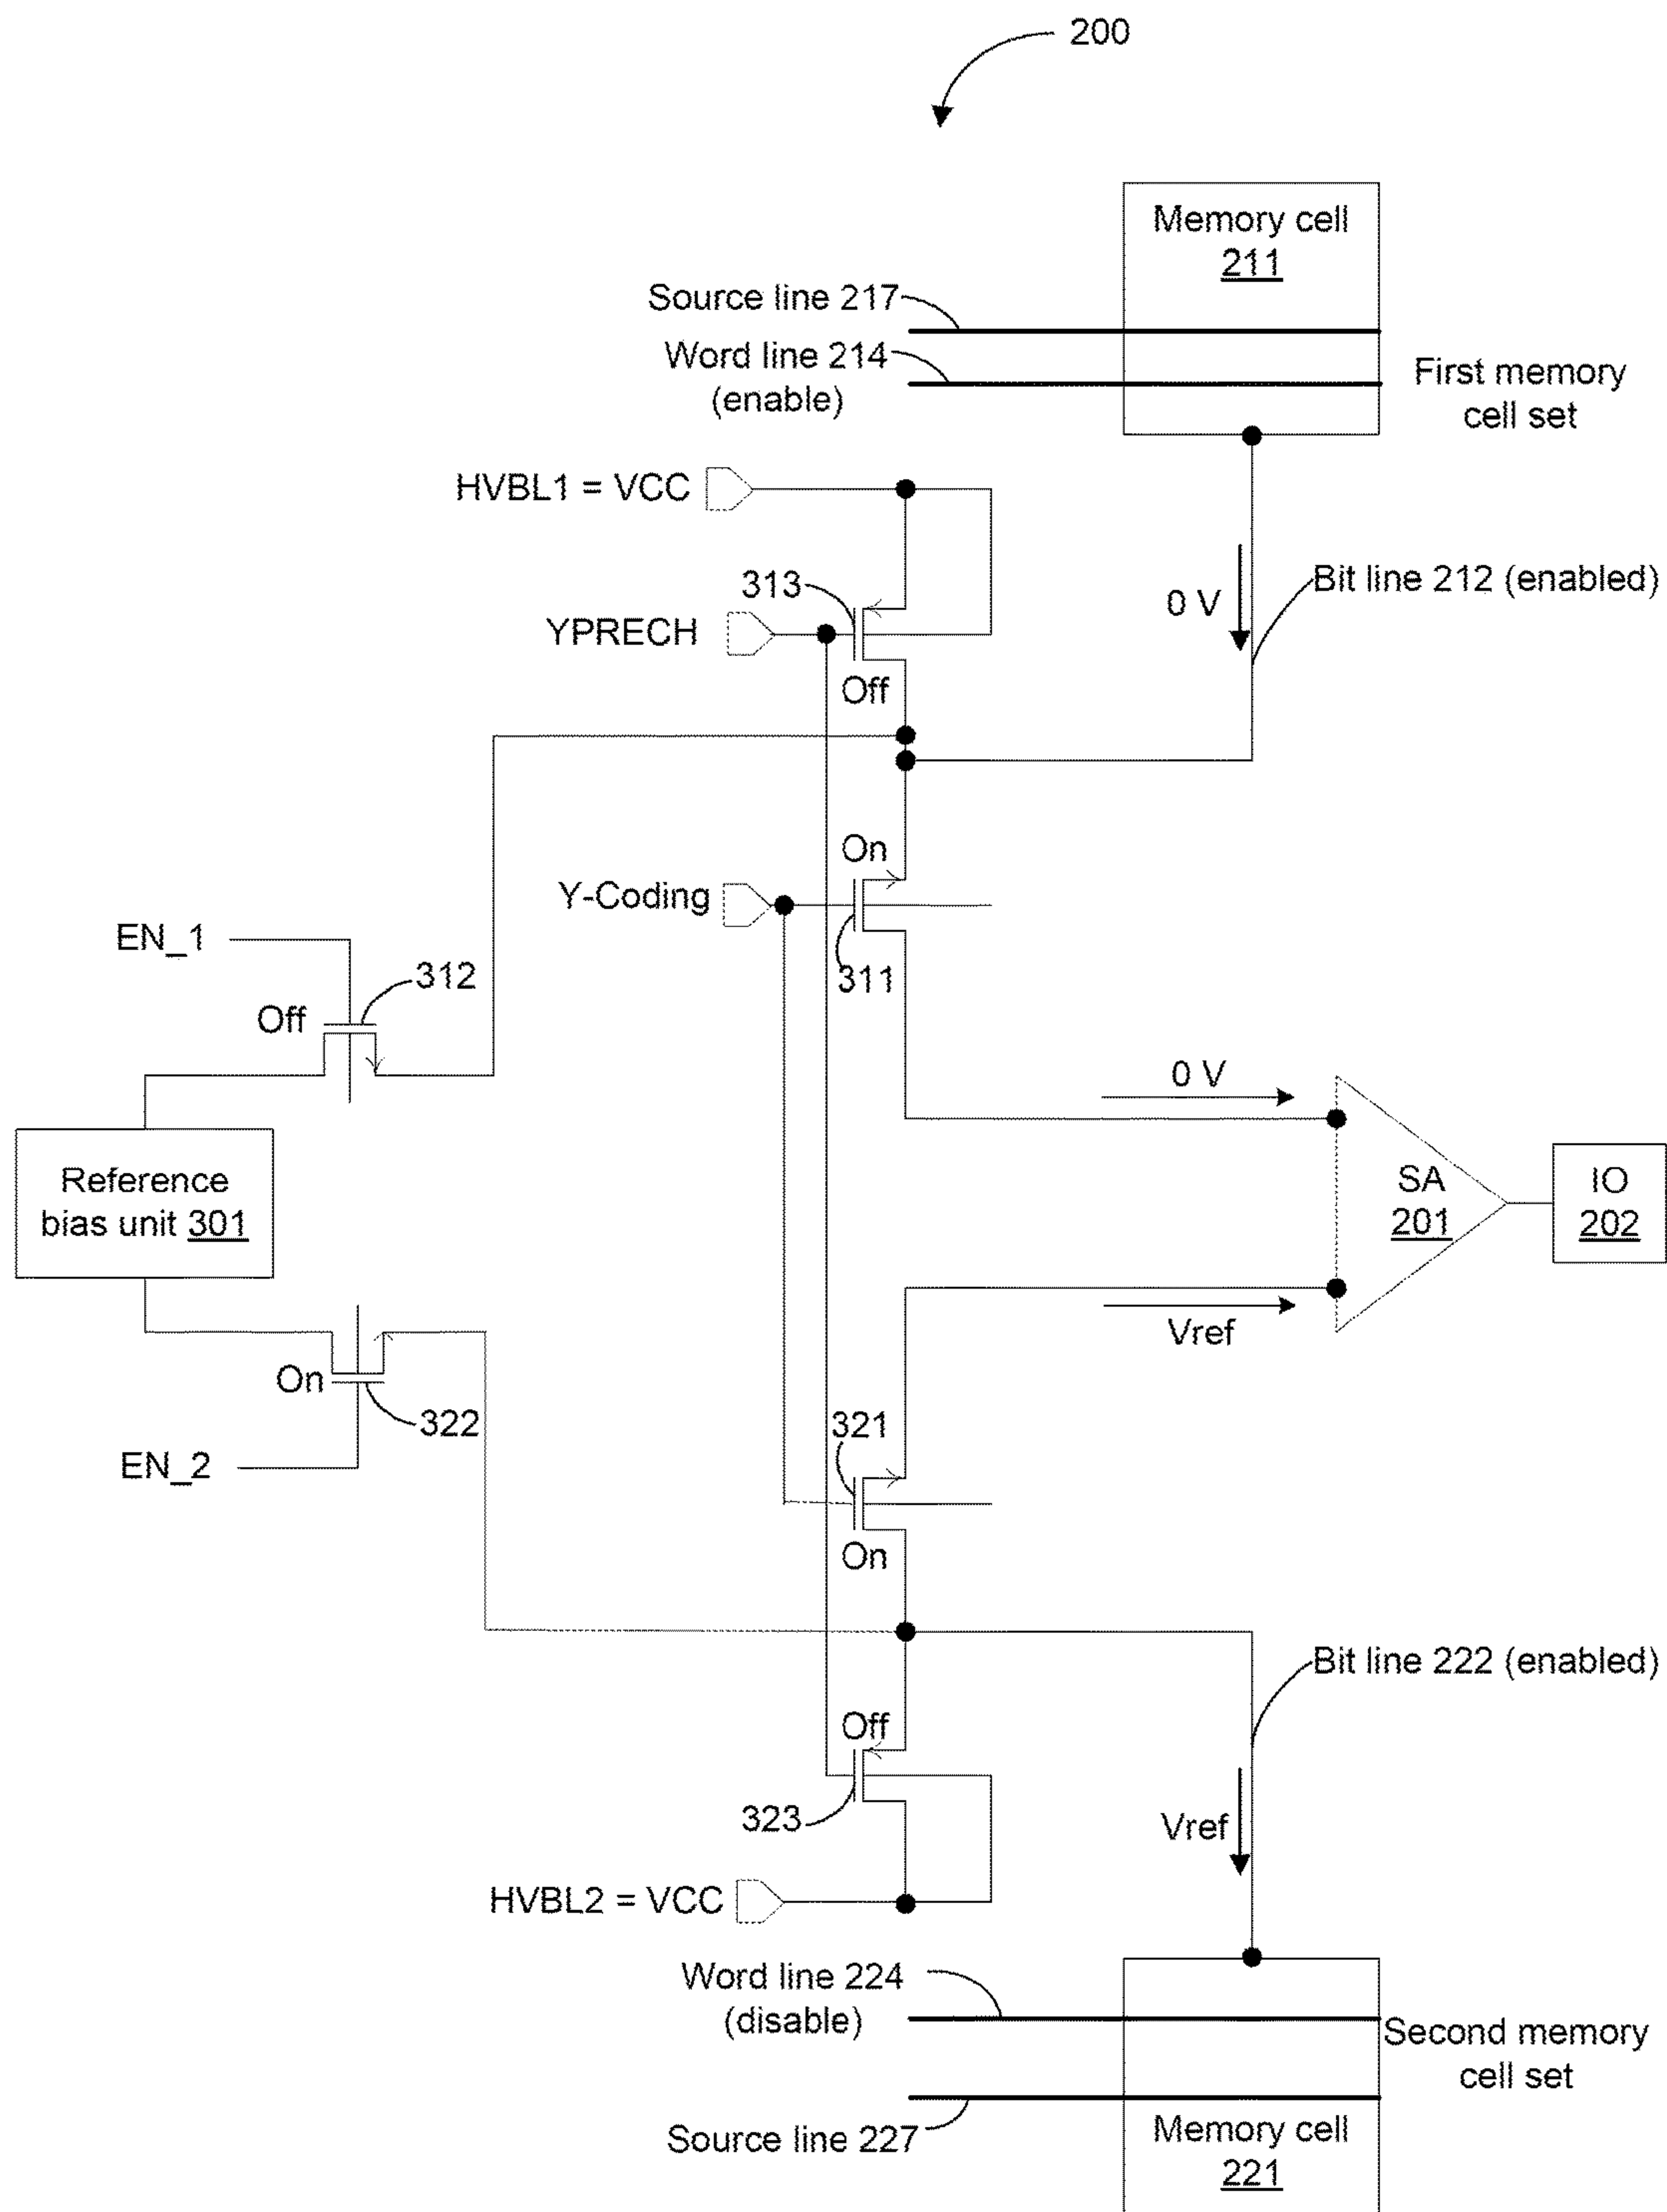 200
Memory cell
211
Source line 217
Word line 214
(enable)
First memory
cell set
HVBL1 = VCC
313
0 V
Bit line 212 (enabled)
YPRECH
Off
On
Y-Coding
EN_1
312
311
Off
0 V
Reference
bias unit 301
SA
201
IO
202
Vref
On
322
321
EN_2
On
Bit line 222 (enabled)
Off
323
Vref
HVBL2 = VCC
Word line 224
(disable)
Second memory
cell set
Source line 227
Memory cell
221